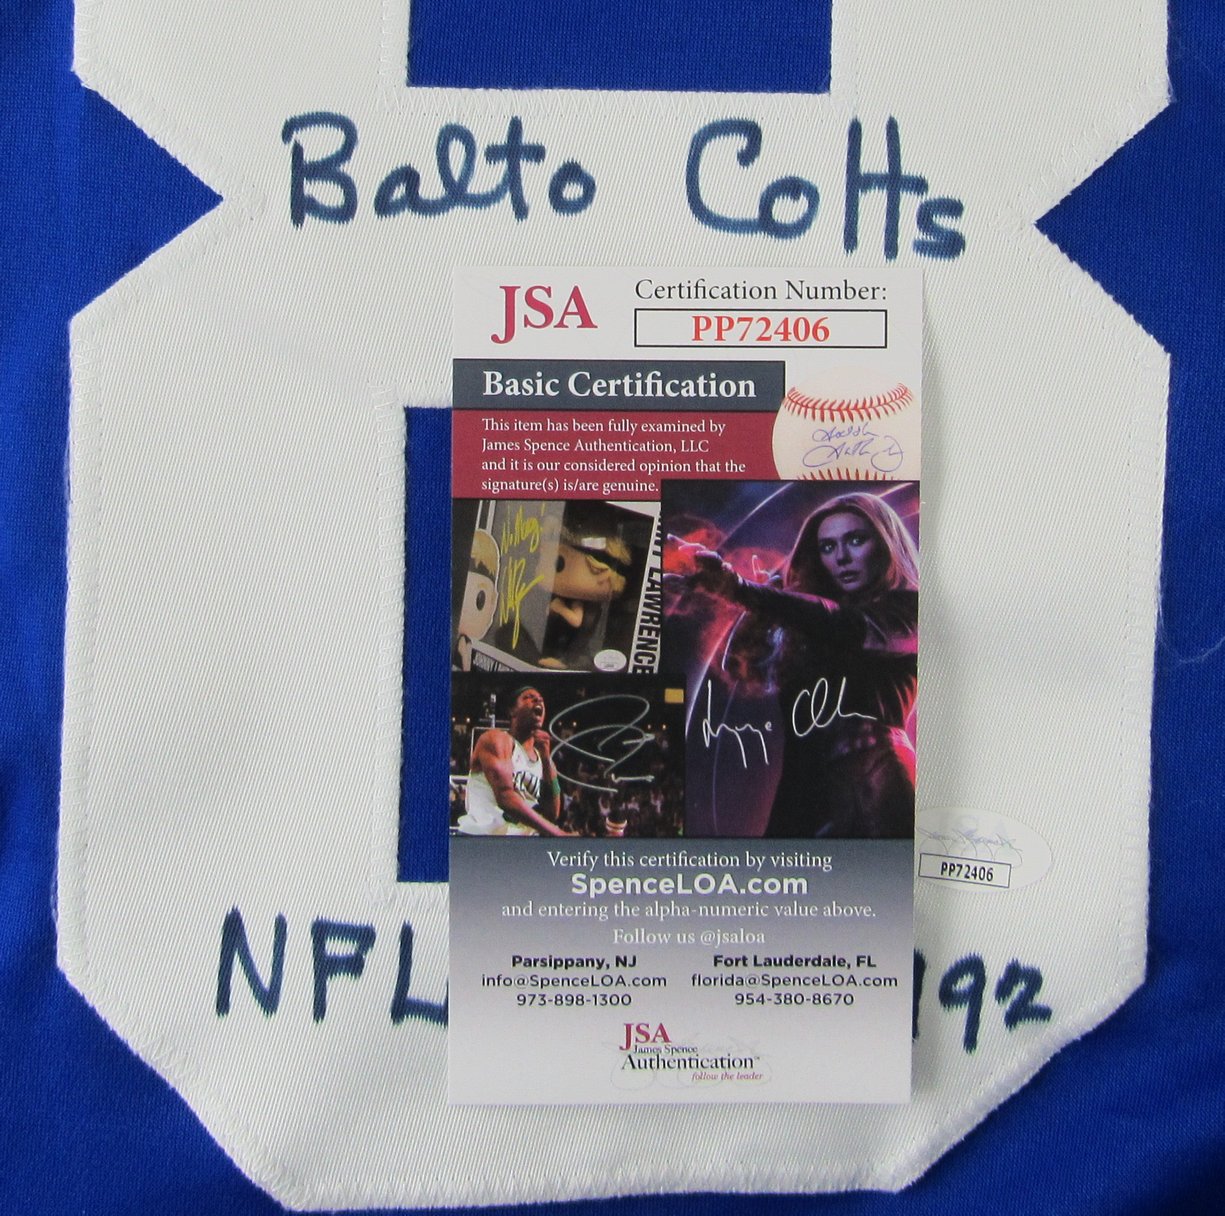 Balto Colts
JSA
Certification Number:
PP72406
Basic Certification
This item has been fully examined by
James Spence Authentication, LLC
and it is our considered opinion that the
signature(s) is/are genuine.
LAWRENCE
Verify this certification by visiting
SpenceLOA.com
and entering the alpha-numeric value above.
Follow us @jsaloa
Parsippany, NJ
info@SpenceLOA.com
973-898-1300
Fort Lauderdale, FL
florida@SpenceLOA.com
954-380-8670
JSA
James Spence
Authentication
follow the leader
PP72406
NFL
92